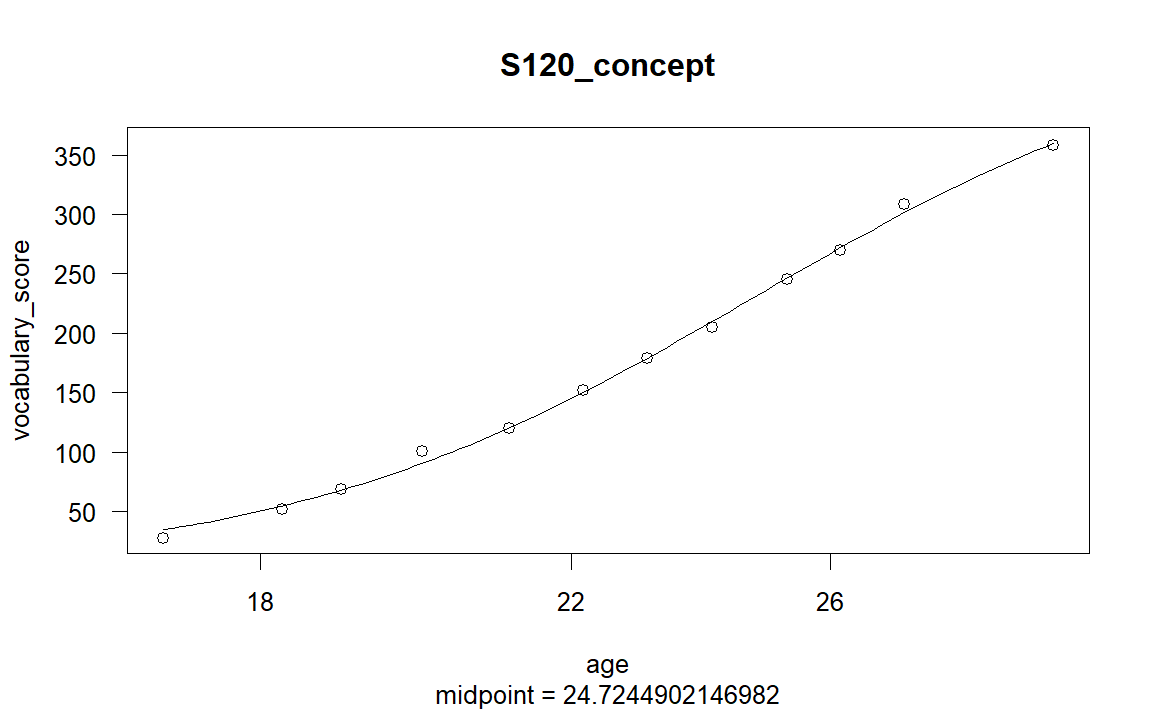 S120_concept
350
300
250
200
150
100
50
vocabulary_score
18 22 26
age
midpoint = 24.7244902146982